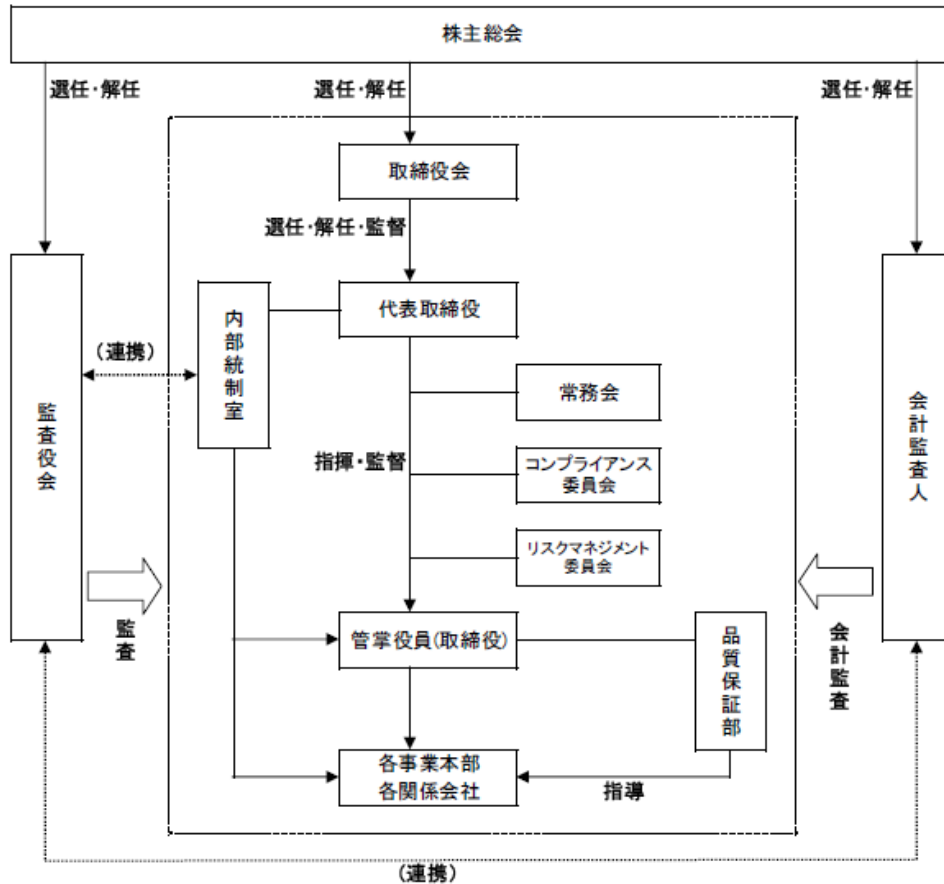 株主総会
選任・解任
選任・解任
選任・解任
取締役会
選任・解任・監督
代表取締役
内部統制室
(連携)
監査役会
会計監査人
常務会
指揮・監督
コンプライアンス
委員会
リスクマネジメント
委員会
監査
管掌役員(取締役)
品質保証部
会計監査
各事業本部
各関係会社
指導
(連携)